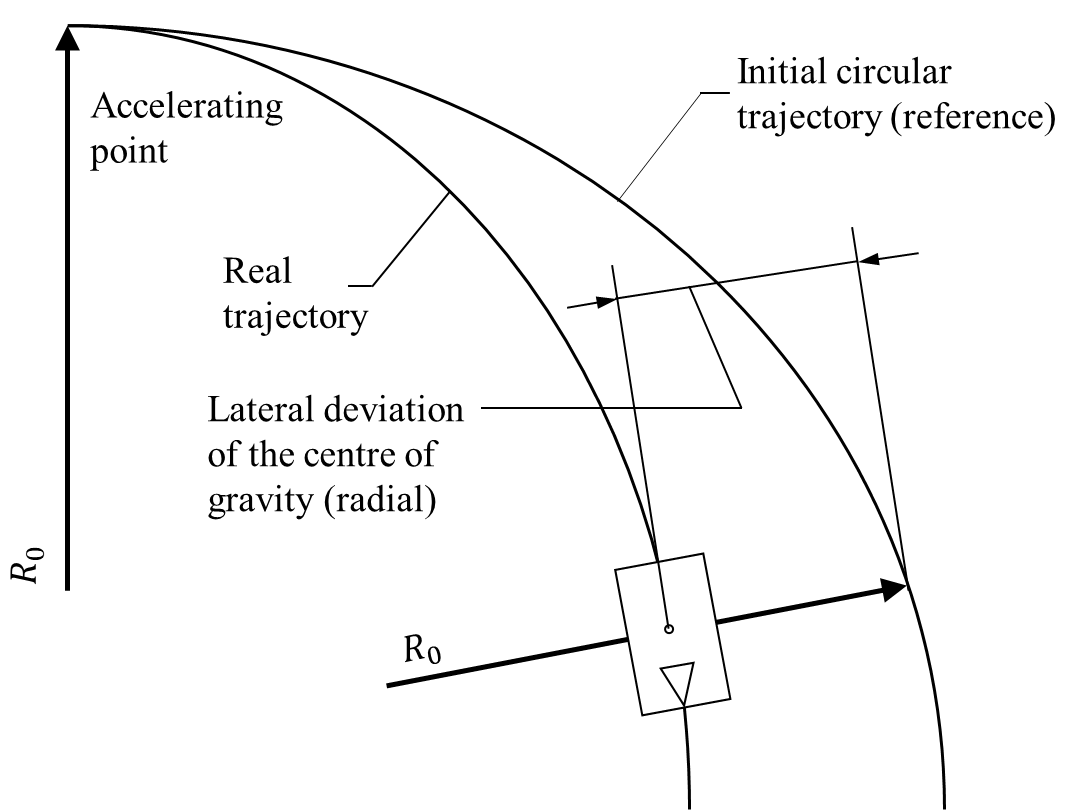 Initial circular
trajectory (reference)
Accelerating
point
Real
trajectory
Lateral deviation
of the centre of
gravity (radial)
R₀
R₀